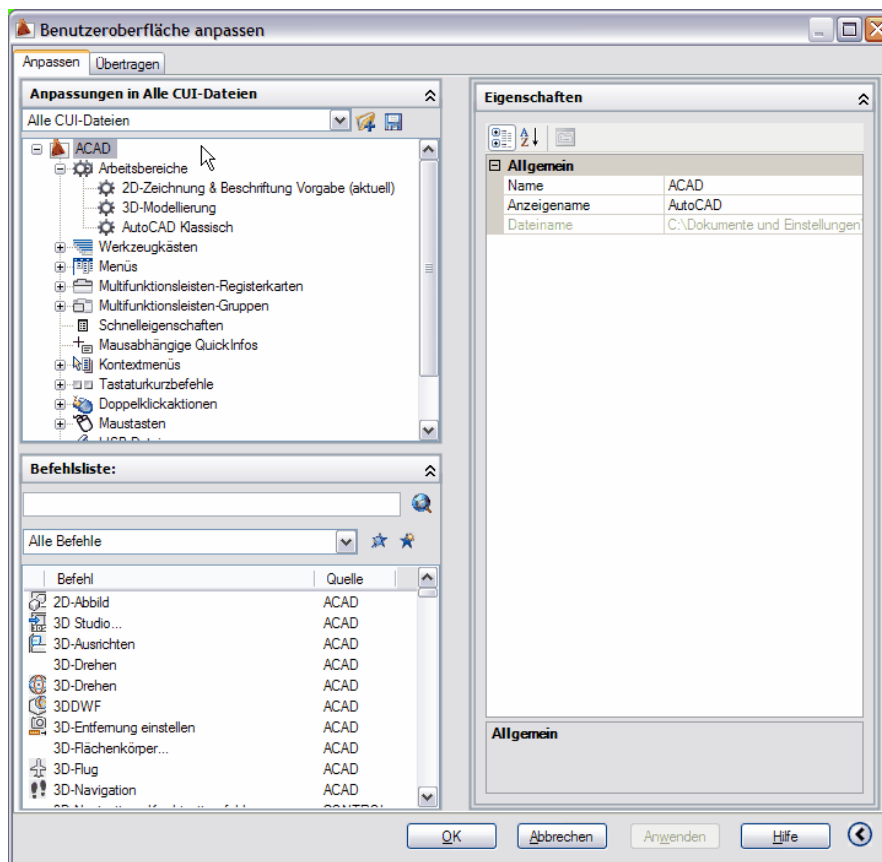 Benutzeroberfläche anpassen
Anpassen Übertragen
Anpassungen in Alle CUI-Dateien
Alle CUI-Dateien
ACAD
Arbeitsbereiche
2D-Zeichnung & Beschriftung Vorgabe (aktuell)
3D-Modellierung
AutoCAD Klassisch
Werkzeugkästen
Menüs
Multifunktionsleisten-Registerkarten
Multifunktionsleisten-Gruppen
Schnelleigenschaften
Mausabhängige QuickInfos
Kontextmenüs
Tastaturkurzbefehle
Doppelklickaktionen
Maustasten
Befehlsliste:
Alle Befehle
Befehl Quelle
2D-Abbild ACAD
3D Studio... ACAD
3D-Ausrichten ACAD
3D-Drehen ACAD
3D-Drehen ACAD
3DDWF ACAD
3D-Entfernung einstellen ACAD
3D-Flächenkörper... ACAD
3D-Flug ACAD
3D-Navigation ACAD
Eigenschaften
Allgemein
Name ACAD
Anzeigename AutoCAD
Dateiname C:\Dokumente und Einstellungen\
Allgemein
OK Abbrechen Anwenden Hilfe